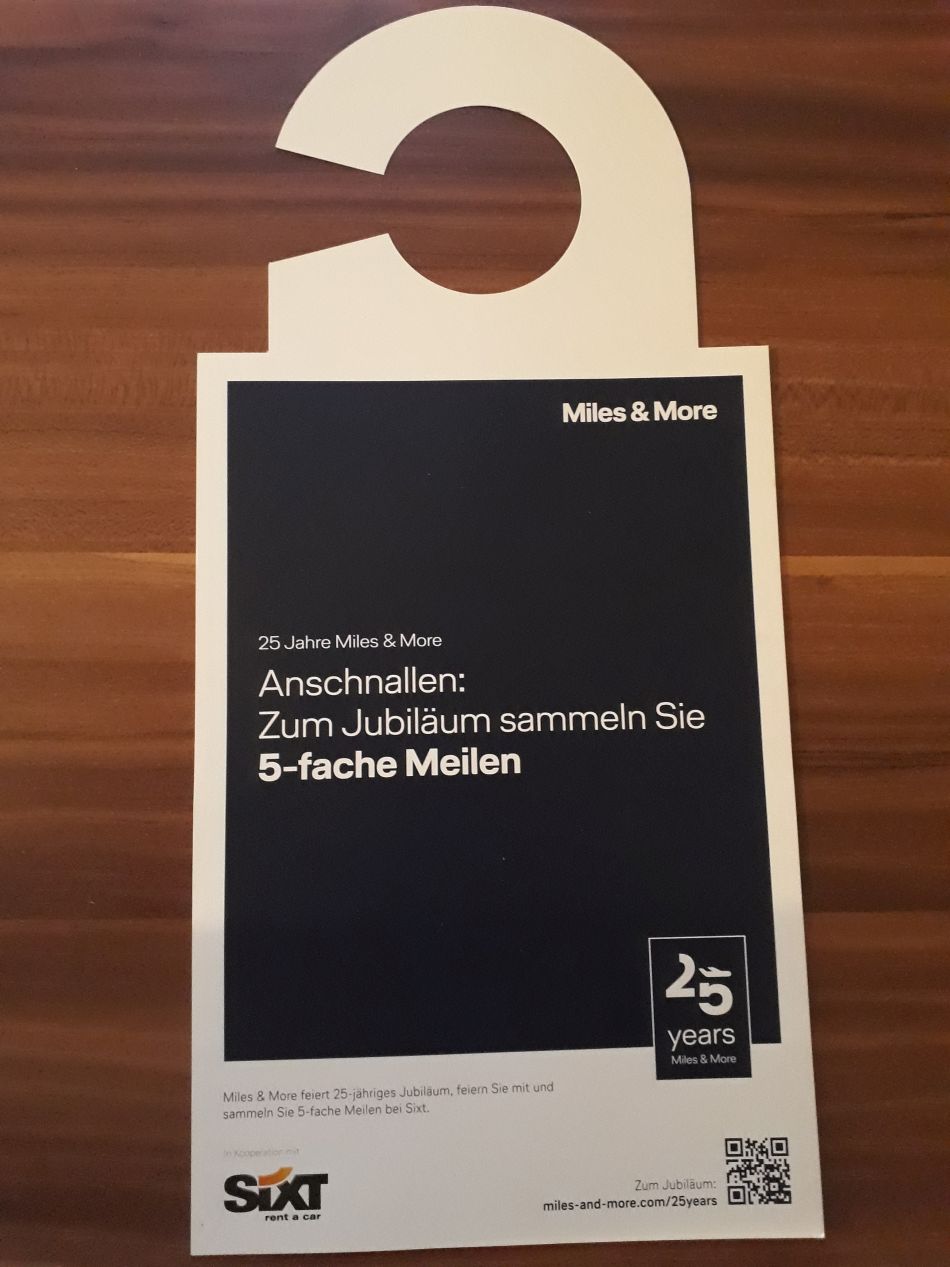 Miles & More
25 Jahre Miles & More
Anschnallen:
Zum Jubiläum sammeln Sie
5-fache Meilen
25
years
Miles & More
Miles & More feiert 25-jähriges Jubiläum, feiern Sie mit und
sammeln Sie 5-fache Meilen bei Sixt.
In Kooperation mit
SIXT
rent a car
Zum Jubiläum:
miles-and-more.com/25years